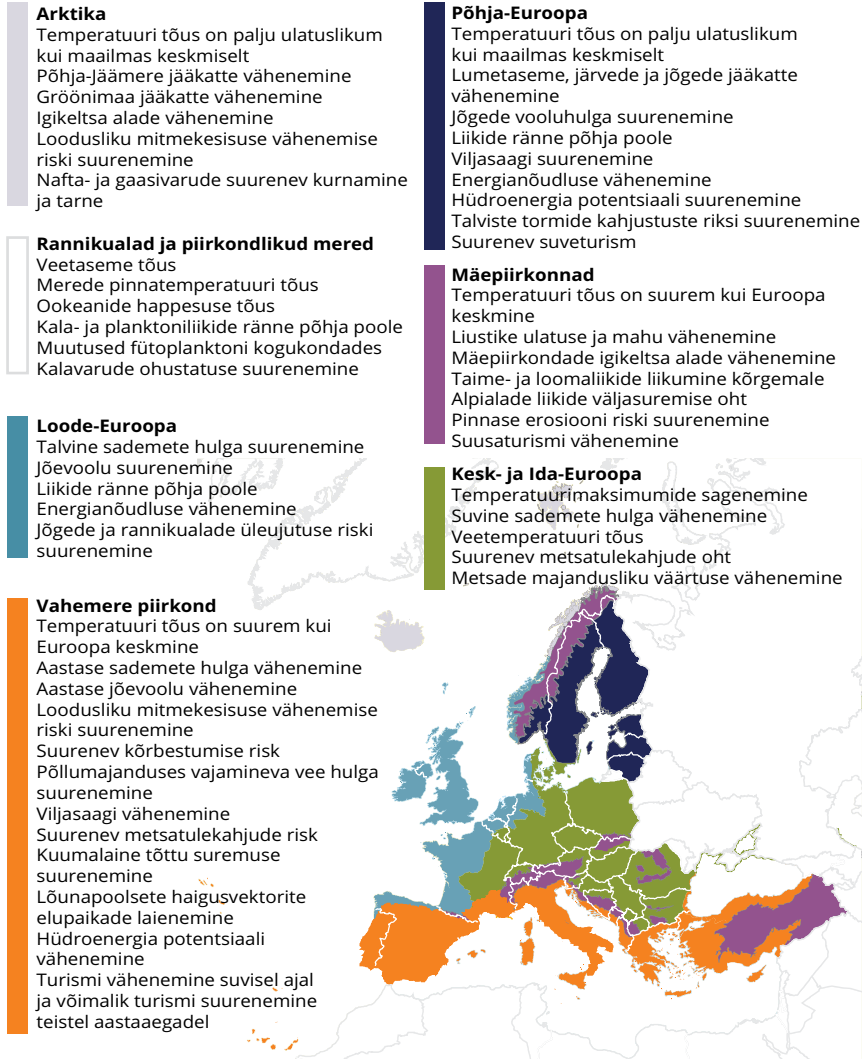 Arktika
Temperatuuri tõus on palju ulatuslikum
kui maailmas keskmiselt
Põhja-Jäämere jääkatte vähenemine
Gröönimaa jääkatte vähenemine
Igikeltsa alade vähenemine
Loodusliku mitmekesisuse vähenemise
riski suurenemine
Nafta- ja gaasivarude suurenev kurnamine
ja tarne
Rannikualad ja piirkondlikud mered
Veetaseme tõus
Merede pinnatemperatuuri tõus
Ookeanide happesuse tõus
Kala- ja planktoniliikide ränne põhja poole
Muutused fütoplanktoni kogukondades
Kalavarude ohustatuse suurenemine
Loode-Euroopa
Talvine sademete hulga suurenemine
Jõevoolu suurenemine
Liikide ränne põhja poole
Energianõudluse vähenemine
Jõgede ja rannikualade üleujutuse riski
suurenemine
Vahemere piirkond
Temperatuuri tõus on suurem kui
Euroopa keskmine
Aastase sademete hulga vähenemine
Aastase jõevoolu vähenemine
Loodusliku mitmekesisuse vähenemise
riski suurenemine
Suurenev kõrbestumise risk
Põllumajanduses vajamineva vee hulga
suurenemine
Viljasaagi vähenemine
Suurenev metsatulekahjude risk
Kuumalaine tõttu suremuse
suurenemine
Lõunapoolsete haigusvektorite
elupaikade laienemine
Hüdroenergia potentsiaali
vähenemine
Turismi vähenemine suvisel ajal
ja võimalik turismi suurenemine
teistel aastaaegadel
Põhja-Euroopa
Temperatuuri tõus on palju ulatuslikum
kui maailmas keskmiselt
Lumetaseme, järvede ja jõgede jääkatte
vähenemine
Jõgede vooluhulga suurenemine
Liikide ränne põhja poole
Viljasaagi suurenemine
Energianõudluse vähenemine
Hüdroenergia potentsiaali suurenemine
Talviste tormide kahjustuste riksi suurenemine
Suurenev suveturism
Mäepiirkonnad
Temperatuuri tõus on suurem kui Euroopa
keskmine
Liustike ulatuse ja mahu vähenemine
Mäepiirkondade igikeltsa alade vähenemine
Taime- ja loomaliikide liikumine kõrgemale
Alpialade liikide väljasuremise oht
Pinnase erosiooni riski suurenemine
Suusaturismi vähenemine
Kesk- ja Ida-Euroopa
Temperatuurimaksimumide sagenemine
Suvine sademete hulga vähenemine
Veetemperatuuri tõus
Suurenev metsatulekahjude oht
Metsade majandusliku väärtuse vähenemine